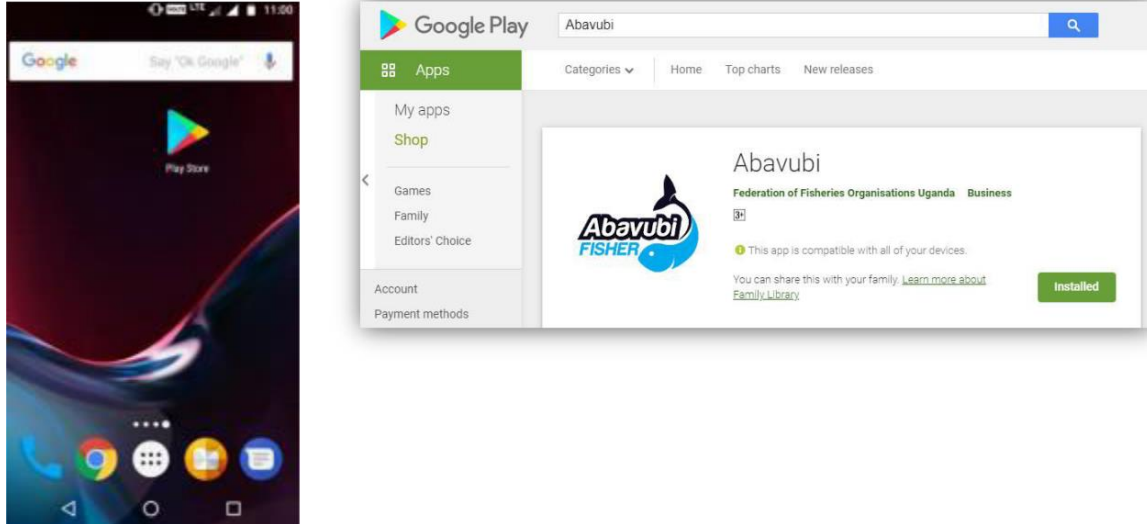 VOLTE LTE 11:00
Google Say "Ok Google"
Play Store
Google Play Abavubi
Apps Categories Home Top charts New releases
My apps
Shop
Games
Family
Editors' Choice
Account
Payment methods
Abavubi
FISHER
Abavubi
Federation of Fisheries Organisations Uganda Business
3+
This app is compatible with all of your devices.
You can share this with your family. Learn more about
Family Library
Installed